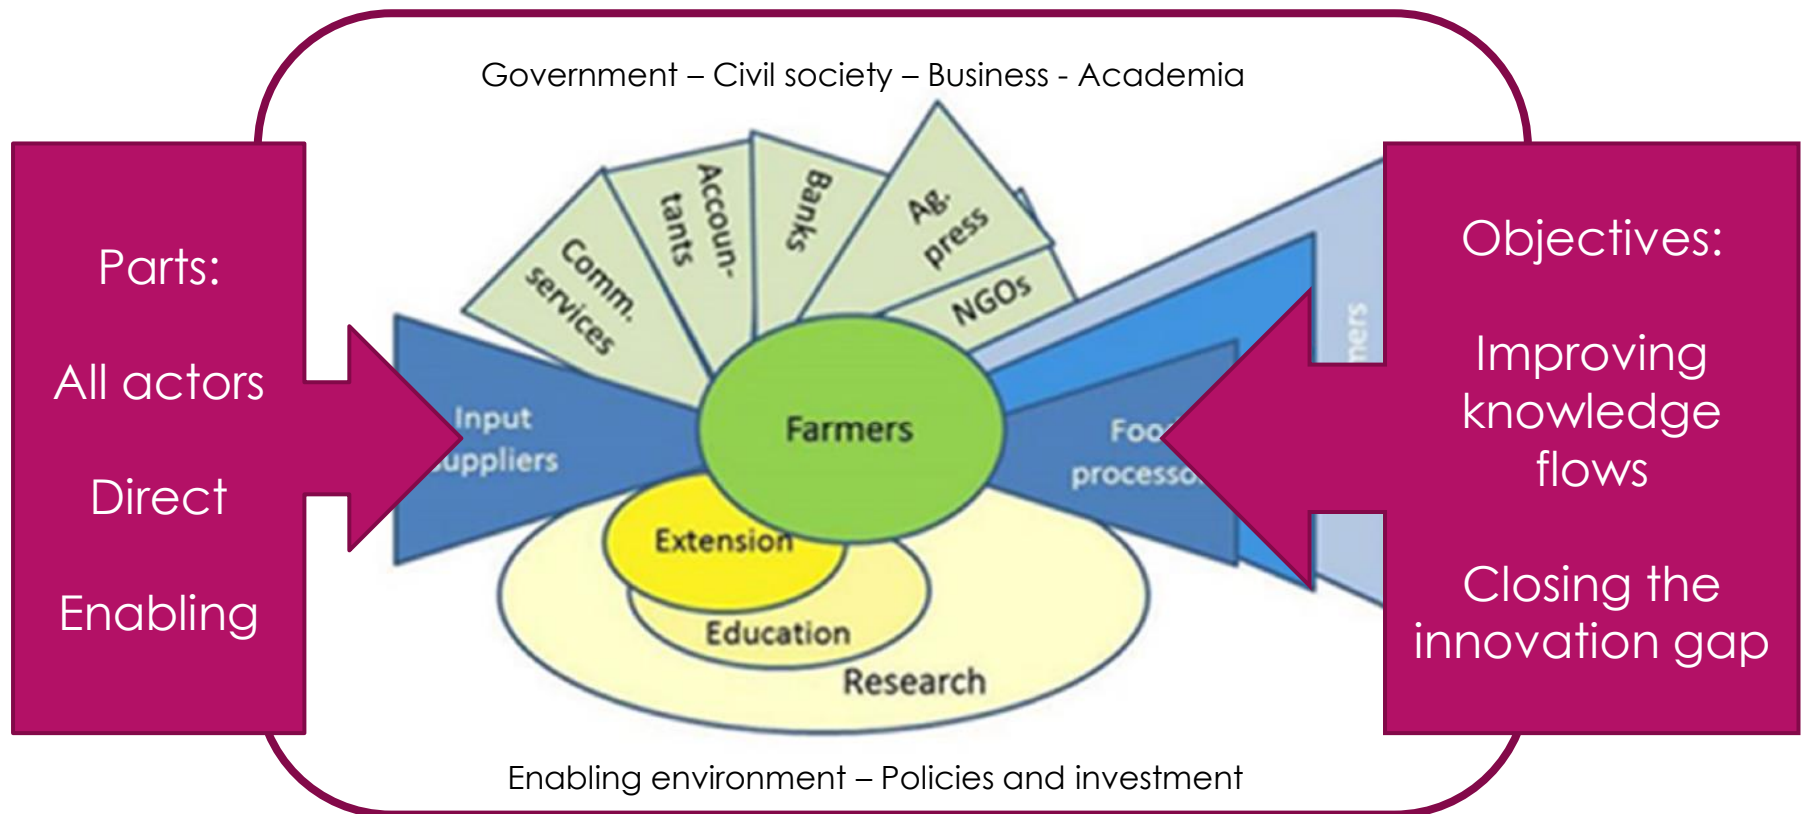 Government – Civil society – Business - Academia
Parts:
All actors
Direct
Enabling
Comm.
services
Accoun-
tants
Banks
Ag.
press
NGOs
Input
Farmers
Extension
Education
Research
Objectives:
Improving
knowledge
flows
Closing the
innovation gap
Enabling environment – Policies and investment